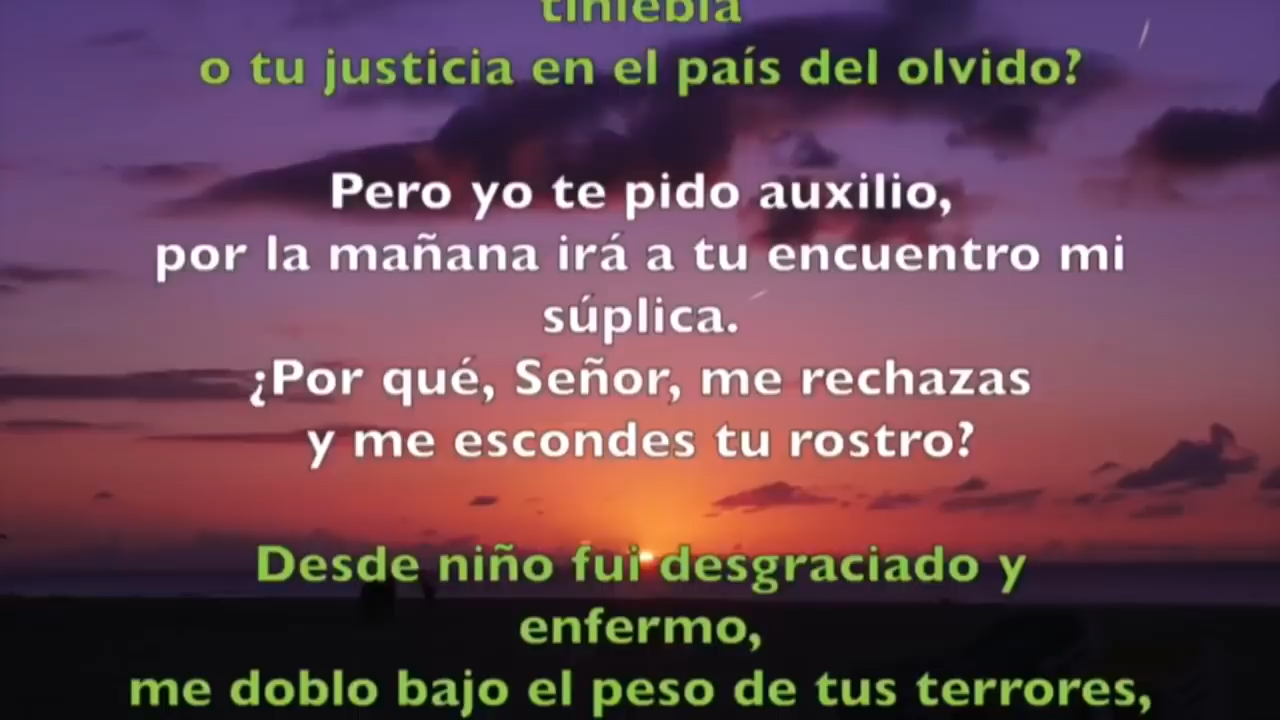 tiniebla
o tu justicia en el país del olvido?
Pero yo te pido auxilio,
por la mañana irá a tu encuentro mi
súplica.
¿Por qué, Señor, me rechazas
y me escondes tu rostro?
Desde niño fui desgraciado y
enfermo,
me doblo bajo el peso de tus terrores,